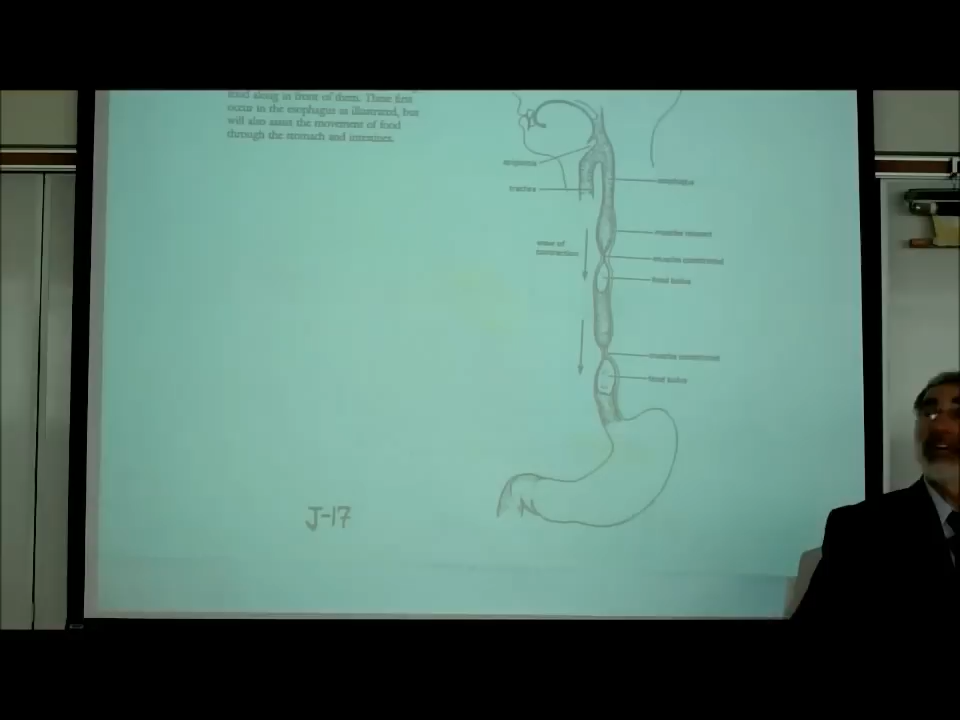 food along in front of them. These first
occur in the esophagus as illustrated, but
will also assist the movement of food
through the stomach and intestines.
epiglottis
trachea
esophagus
muscles relaxed
wave of
contraction
muscles constricted
food bolus
muscles constricted
food bolus
J-17